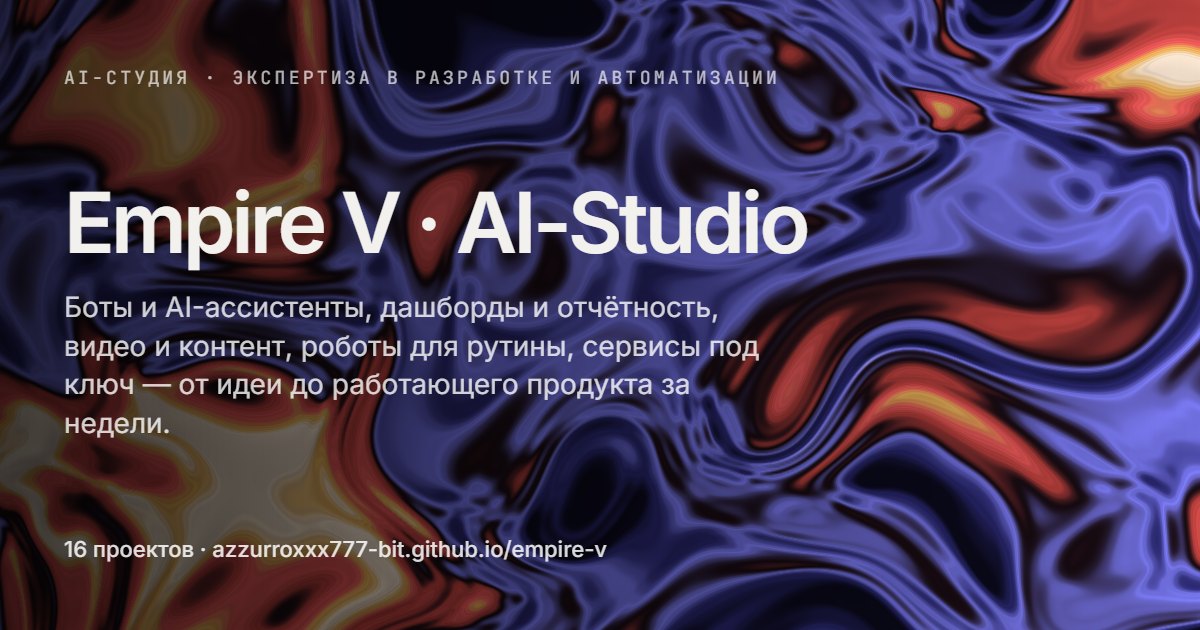 AI-СТУДИЯ · ЭКСПЕРТИЗА В РАЗРАБОТКЕ И АВТОМАТИЗАЦИИ
Empire V · AI-Studio
Боты и AI-ассистенты, дашборды и отчётность,
видео и контент, роботы для рутины, сервисы под
ключ — от идеи до работающего продукта за
недели.
16 проектов · azzurroxxx777-bit.github.io/empire-v